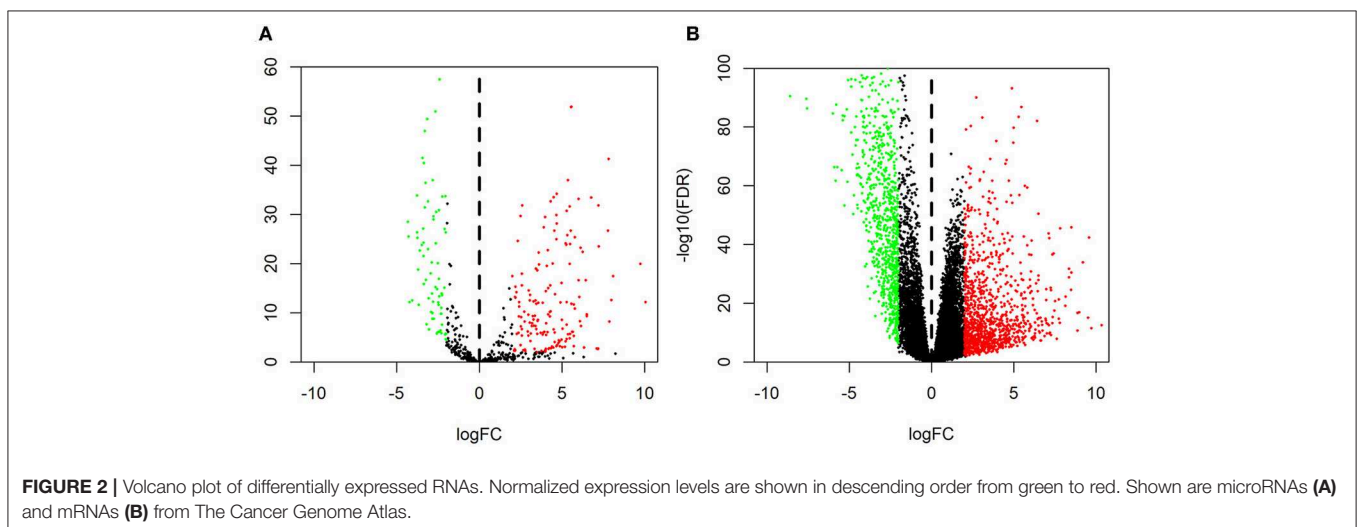 A
60
50
40
30
20
10
0
-10 -5 0 5 10
logFC
B
-log10(FDR)
100
80
60
40
20
0
-10 -5 0 5 10
logFC
FIGURE 2 | Volcano plot of differentially expressed RNAs. Normalized expression levels are shown in descending order from green to red. Shown are microRNAs (A)
and mRNAs (B) from The Cancer Genome Atlas.